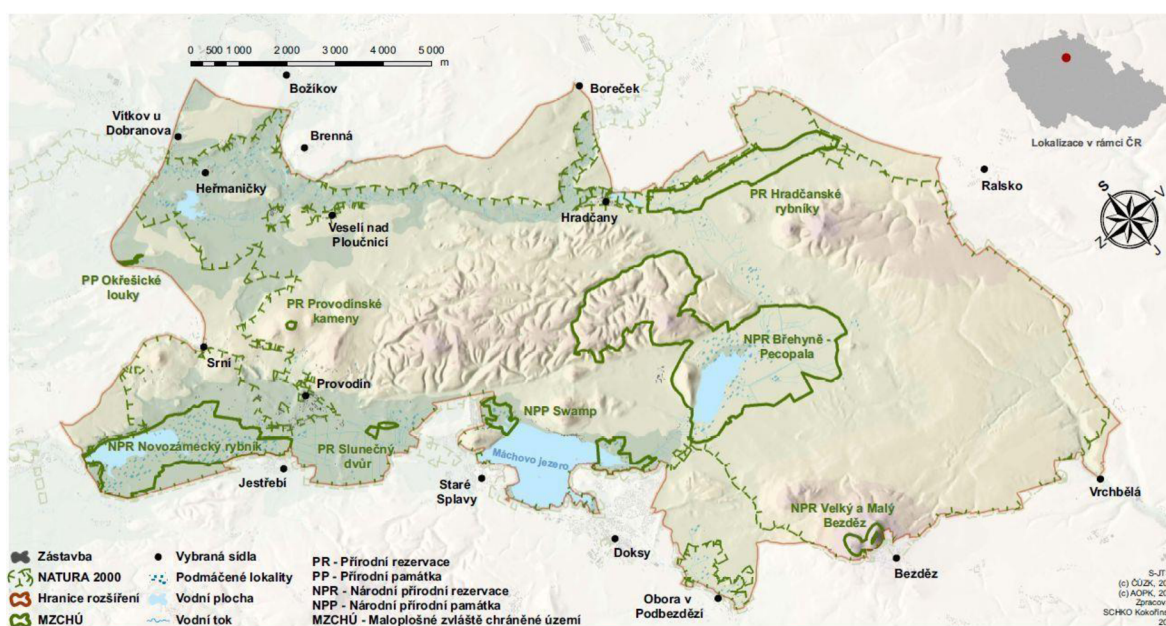 0 500 1 000 2 000 3 000 4 000 5 000
m
Božíkov
Boreček
Vítkov u
Dobranova
Brenná
Lokalizace v rámci ČR
Heřmaničky
Ralsko
PR Hradčanské
rybníky
S
V
Z
J
Hradčany
Veselí nad
Ploučnicí
PP Okřešické
louky
PR Provodínské
kameny
NPR Břehyně -
Pecopala
Srní
Provodín
NPP Swamp
NPR Novozámecký rybník
PR Slunečný
dvůr
Máchovo jezero
Jestřebí
Staré
Splavy
Vrchbělá
NPR Velký a Malý
Bezděz
Doksy
Bezděz
Obora v
Podbezdězí
Zástavba
NATURA 2000
Hranice rozšíření
MZCHÚ
Vybraná sídla
Podmáčené lokality
Vodní plocha
Vodní tok
PR - Přírodní rezervace
PP - Přírodní památka
NPR - Národní přírodní rezervace
NPP - Národní přírodní památka
MZCHÚ - Maloplošné zvláště chráněné území
S-JT
(c) ČÚZK, 20
(c) AOPK, 20
Zpracov
SCHKO Kokořín
20